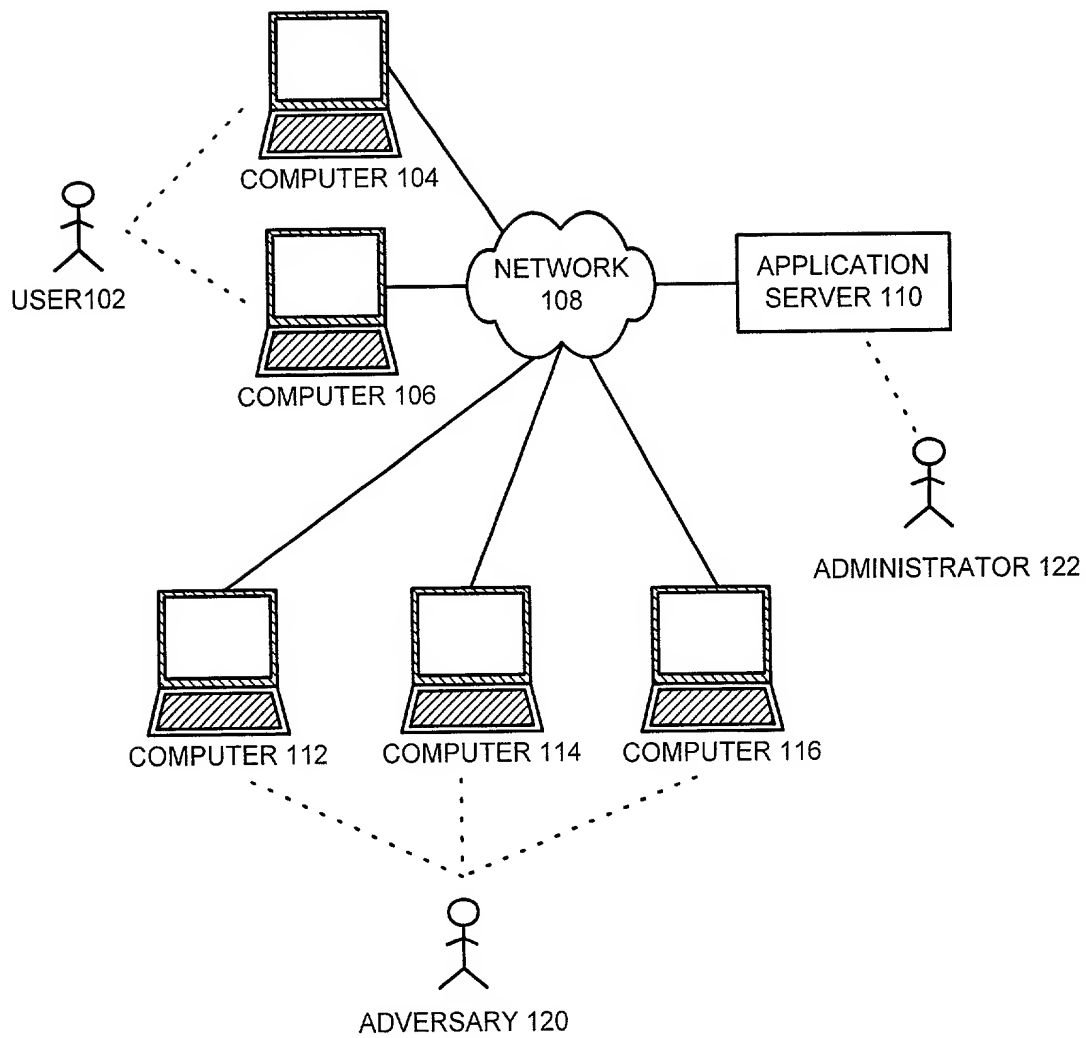 COMPUTER 104
USER102
COMPUTER 106
NETWORK
108
APPLICATION
SERVER 110
ADMINISTRATOR 122
COMPUTER 112
COMPUTER 114
COMPUTER 116
ADVERSARY 120